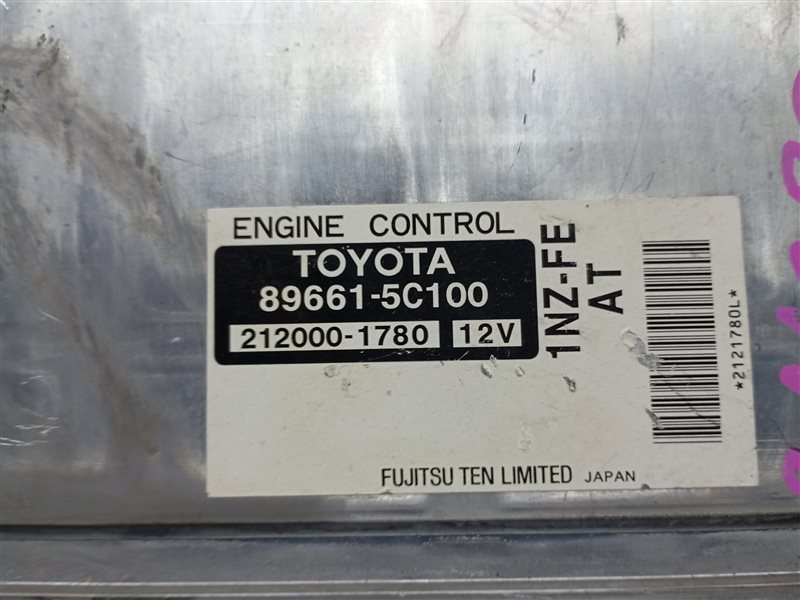 ENGINE CONTROL
TOYOTA
89661-5C100
212000-1780 12V
1NZ-FE
AT
*2121780L*
FUJITSU TEN LIMITED JAPAN